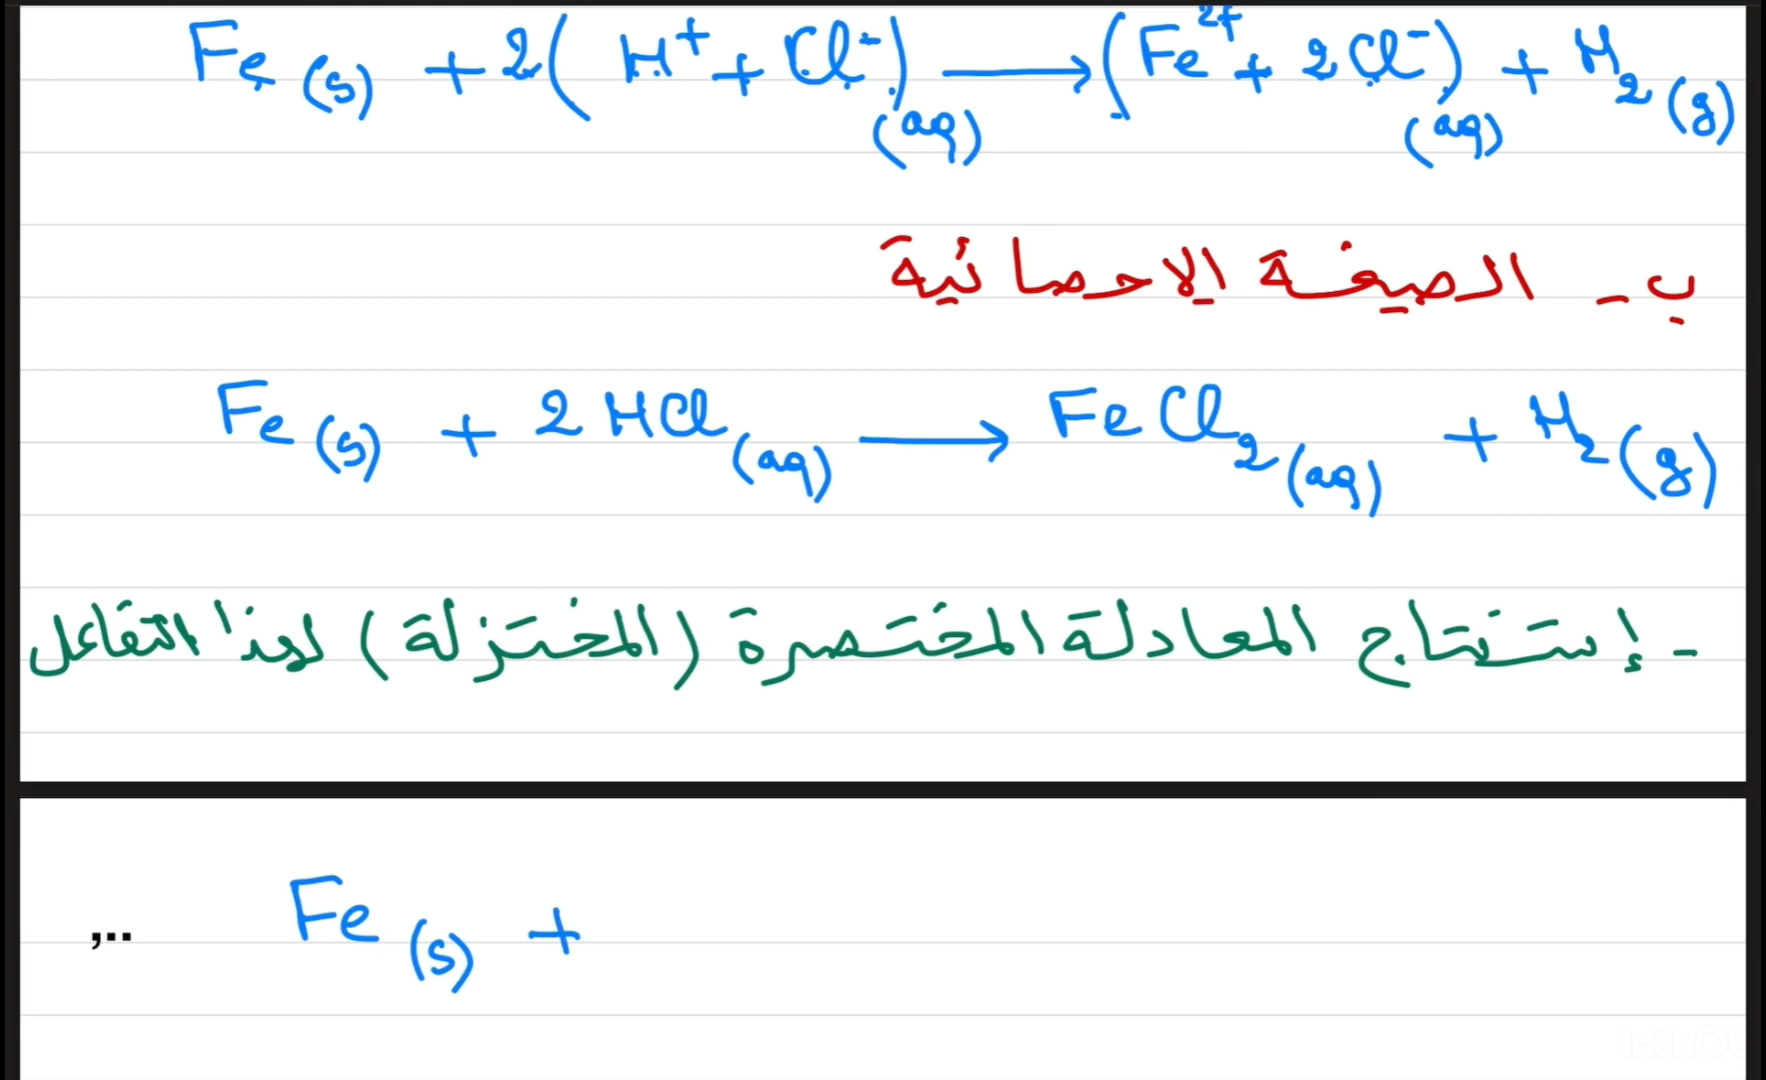 Fe (s) + 2( H⁺ + Cl⁻)(aq) ⟶ (Fe²⁺ + 2Cl⁻)(aq) + H₂(g)
ب - الصيغة الإحصائية
Fe (s) + 2HCl(aq) ⟶ FeCl₂(aq) + H₂(g)
- إستنتاج المعادلة المختصرة (المختزلة) لهذا التفاعل
,.. Fe (s) +
InShOt